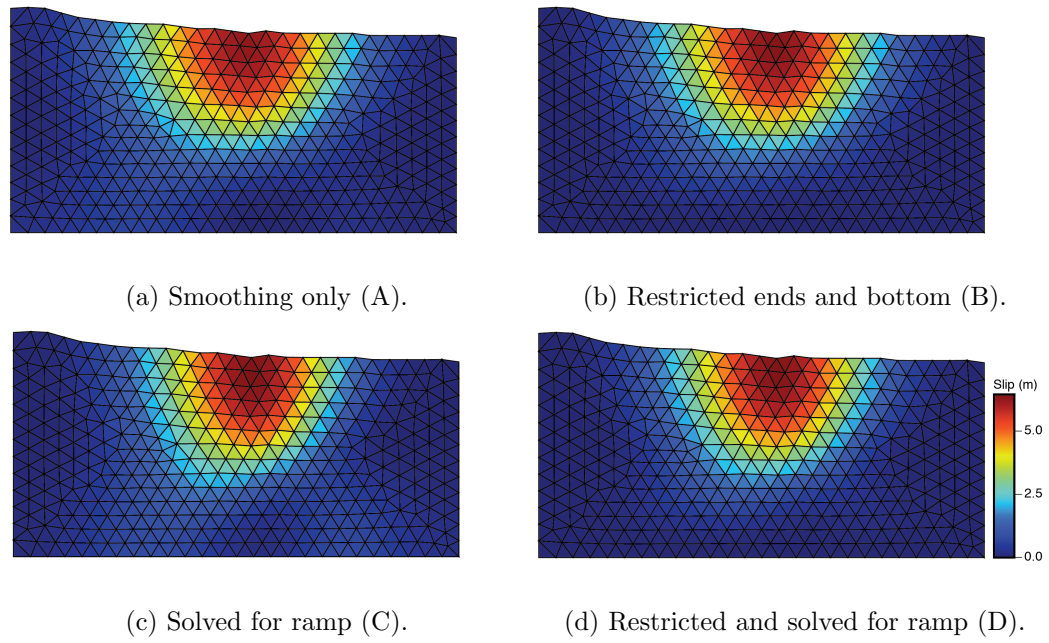 (a) Smoothing only (A).
(b) Restricted ends and bottom (B).
Slip (m)
5.0
2.5
0.0
(c) Solved for ramp (C).
(d) Restricted and solved for ramp (D).